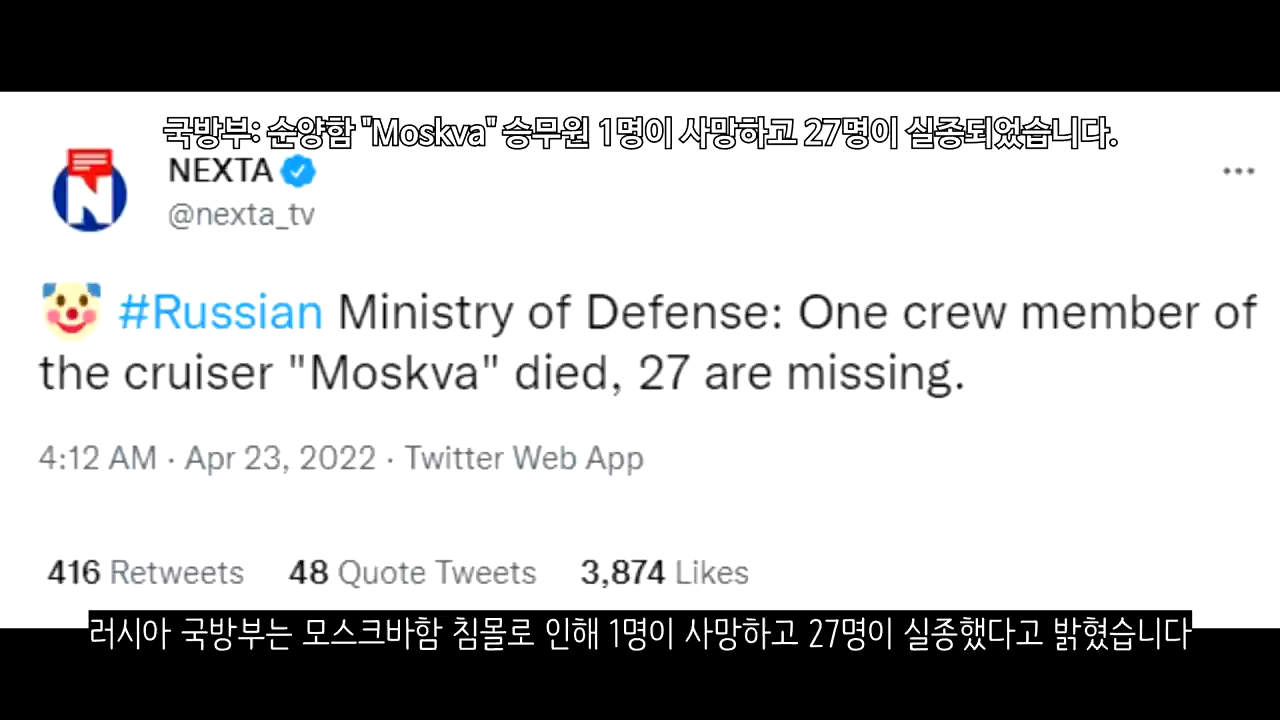 국방부: 순양함 "Moskva" 승무원 1명이 사망하고 27명이 실종되었습니다.
NEXTA
@nexta_tv
🤡 #Russian Ministry of Defense: One crew member of
the cruiser "Moskva" died, 27 are missing.
4:12 AM · Apr 23, 2022 · Twitter Web App
416 Retweets 48 Quote Tweets 3,874 Likes
러시아 국방부는 모스크바함 침몰로 인해 1명이 사망하고 27명이 실종했다고 밝혔습니다